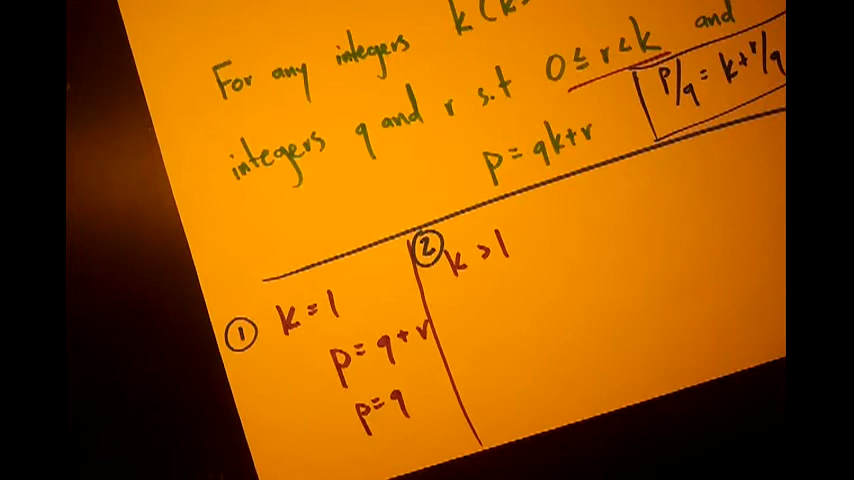 For any integers k (k
integers q and r s.t 0 ≤ r < k and
p = qk + r
p/q = k + r/q
② k > 1
① k = 1
p = q + r
p = q